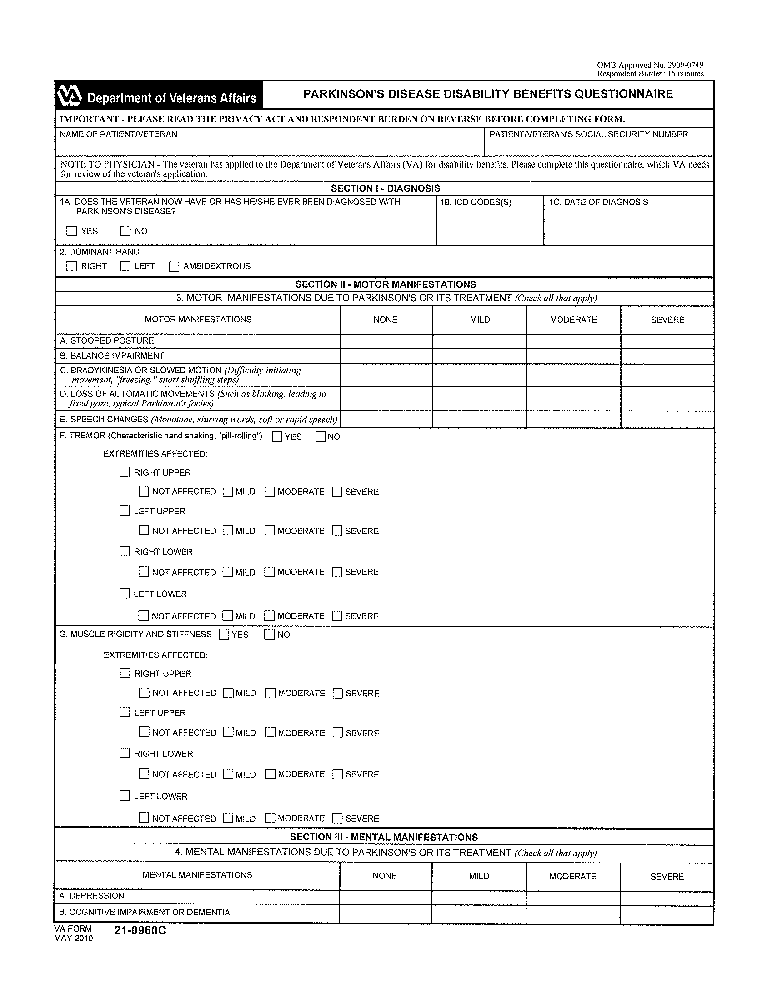 OMB Approved No. 2900-0749
Respondent Burden: 15 minutes
VA Department of Veterans Affairs
PARKINSON'S DISEASE DISABILITY BENEFITS QUESTIONNAIRE
IMPORTANT - PLEASE READ THE PRIVACY ACT AND RESPONDENT BURDEN ON REVERSE BEFORE COMPLETING FORM.
NAME OF PATIENT/VETERAN
PATIENT/VETERAN'S SOCIAL SECURITY NUMBER
NOTE TO PHYSICIAN - The veteran has applied to the Department of Veterans Affairs (VA) for disability benefits. Please complete this questionnaire, which VA needs
for review of the veteran's application.
SECTION I - DIAGNOSIS
1A. DOES THE VETERAN NOW HAVE OR HAS HE/SHE EVER BEEN DIAGNOSED WITH
PARKINSON'S DISEASE?
YES NO
1B. ICD CODES(S)
1C. DATE OF DIAGNOSIS
2. DOMINANT HAND
RIGHT LEFT AMBIDEXTROUS
SECTION II - MOTOR MANIFESTATIONS
3. MOTOR MANIFESTATIONS DUE TO PARKINSON'S OR ITS TREATMENT (Check all that apply)
MOTOR MANIFESTATIONS NONE MILD MODERATE SEVERE
A. STOOPED POSTURE
B. BALANCE IMPAIRMENT
C. BRADYKINESIA OR SLOWED MOTION (Difficulty initiating
movement, "freezing," short shuffling steps)
D. LOSS OF AUTOMATIC MOVEMENTS (Such as blinking, leading to
fixed gaze, typical Parkinson's facies)
E. SPEECH CHANGES (Monotone, slurring words, soft or rapid speech)
F. TREMOR (Characteristic hand shaking, "pill-rolling") YES NO
EXTREMITIES AFFECTED:
RIGHT UPPER
NOT AFFECTED MILD MODERATE SEVERE
LEFT UPPER
NOT AFFECTED MILD MODERATE SEVERE
RIGHT LOWER
NOT AFFECTED MILD MODERATE SEVERE
LEFT LOWER
NOT AFFECTED MILD MODERATE SEVERE
G. MUSCLE RIGIDITY AND STIFFNESS YES NO
EXTREMITIES AFFECTED:
RIGHT UPPER
NOT AFFECTED MILD MODERATE SEVERE
LEFT UPPER
NOT AFFECTED MILD MODERATE SEVERE
RIGHT LOWER
NOT AFFECTED MILD MODERATE SEVERE
LEFT LOWER
NOT AFFECTED MILD MODERATE SEVERE
SECTION III - MENTAL MANIFESTATIONS
4. MENTAL MANIFESTATIONS DUE TO PARKINSON'S OR ITS TREATMENT (Check all that apply)
MENTAL MANIFESTATIONS NONE MILD MODERATE SEVERE
A. DEPRESSION
B. COGNITIVE IMPAIRMENT OR DEMENTIA
VA FORM
MAY 2010
21-0960C